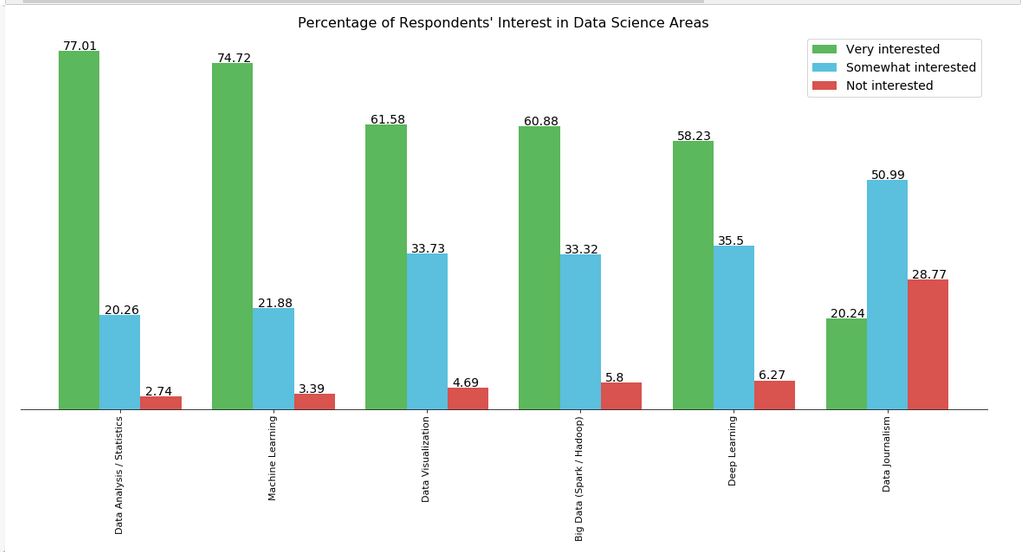 Percentage of Respondents' Interest in Data Science Areas
Very interested
Somewhat interested
Not interested
77.01
20.26
2.74
74.72
21.88
3.39
61.58
33.73
4.69
60.88
33.32
5.8
58.23
35.5
6.27
20.24
50.99
28.77
Data Analysis / Statistics
Machine Learning
Data Visualization
Big Data (Spark / Hadoop)
Deep Learning
Data Journalism